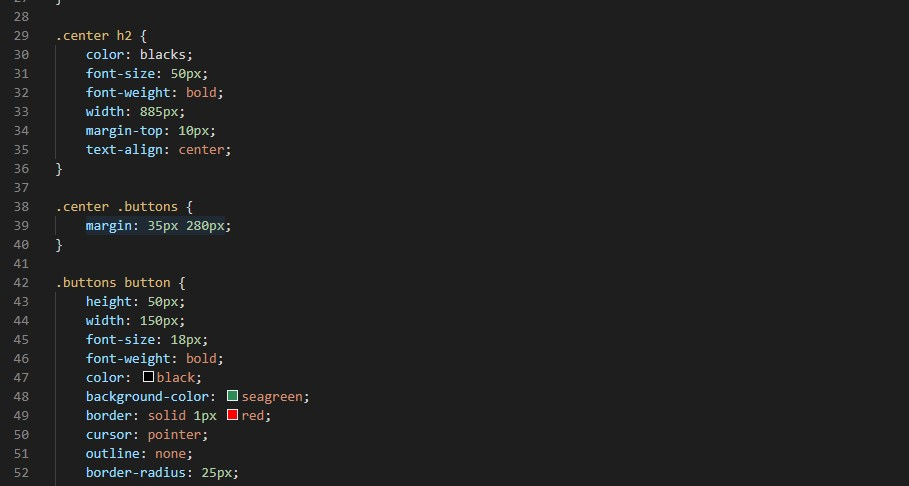 27 }
28
29 .center h2 {
30 color: blacks;
31 font-size: 50px;
32 font-weight: bold;
33 width: 885px;
34 margin-top: 10px;
35 text-align: center;
36 }
37
38 .center .buttons {
39 margin: 35px 280px;
40 }
41
42 .buttons button {
43 height: 50px;
44 width: 150px;
45 font-size: 18px;
46 font-weight: bold;
47 color: black;
48 background-color: seagreen;
49 border: solid 1px red;
50 cursor: pointer;
51 outline: none;
52 border-radius: 25px;